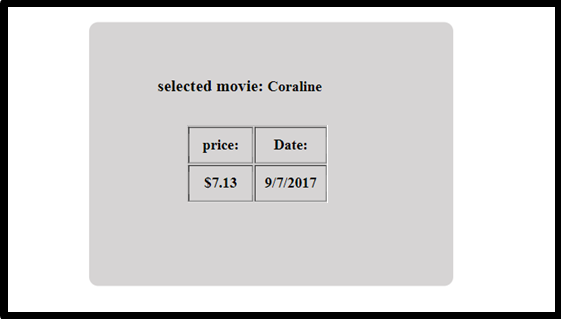 selected movie: Coraline
price: Date:
$7.13 9/7/2017